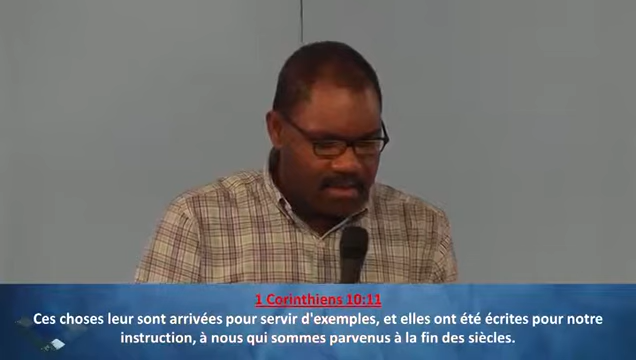 1 Corinthiens 10:11
Ces choses leur sont arrivées pour servir d'exemples, et elles ont été écrites pour notre
instruction, à nous qui sommes parvenus à la fin des siècles.